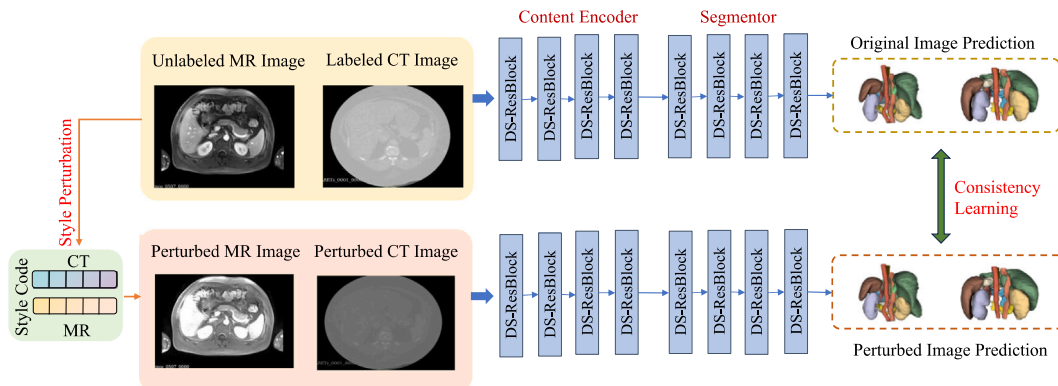 Content Encoder
Segmentor
Unlabeled MR Image
Labeled CT Image
DS-ResBlock
DS-ResBlock
DS-ResBlock
DS-ResBlock
DS-ResBlock
DS-ResBlock
DS-ResBlock
DS-ResBlock
Original Image Prediction
Style Perturbation
Consistency
Learning
Style Code
CT
MR
Perturbed MR Image
Perturbed CT Image
DS-ResBlock
DS-ResBlock
DS-ResBlock
DS-ResBlock
DS-ResBlock
DS-ResBlock
DS-ResBlock
DS-ResBlock
Perturbed Image Prediction